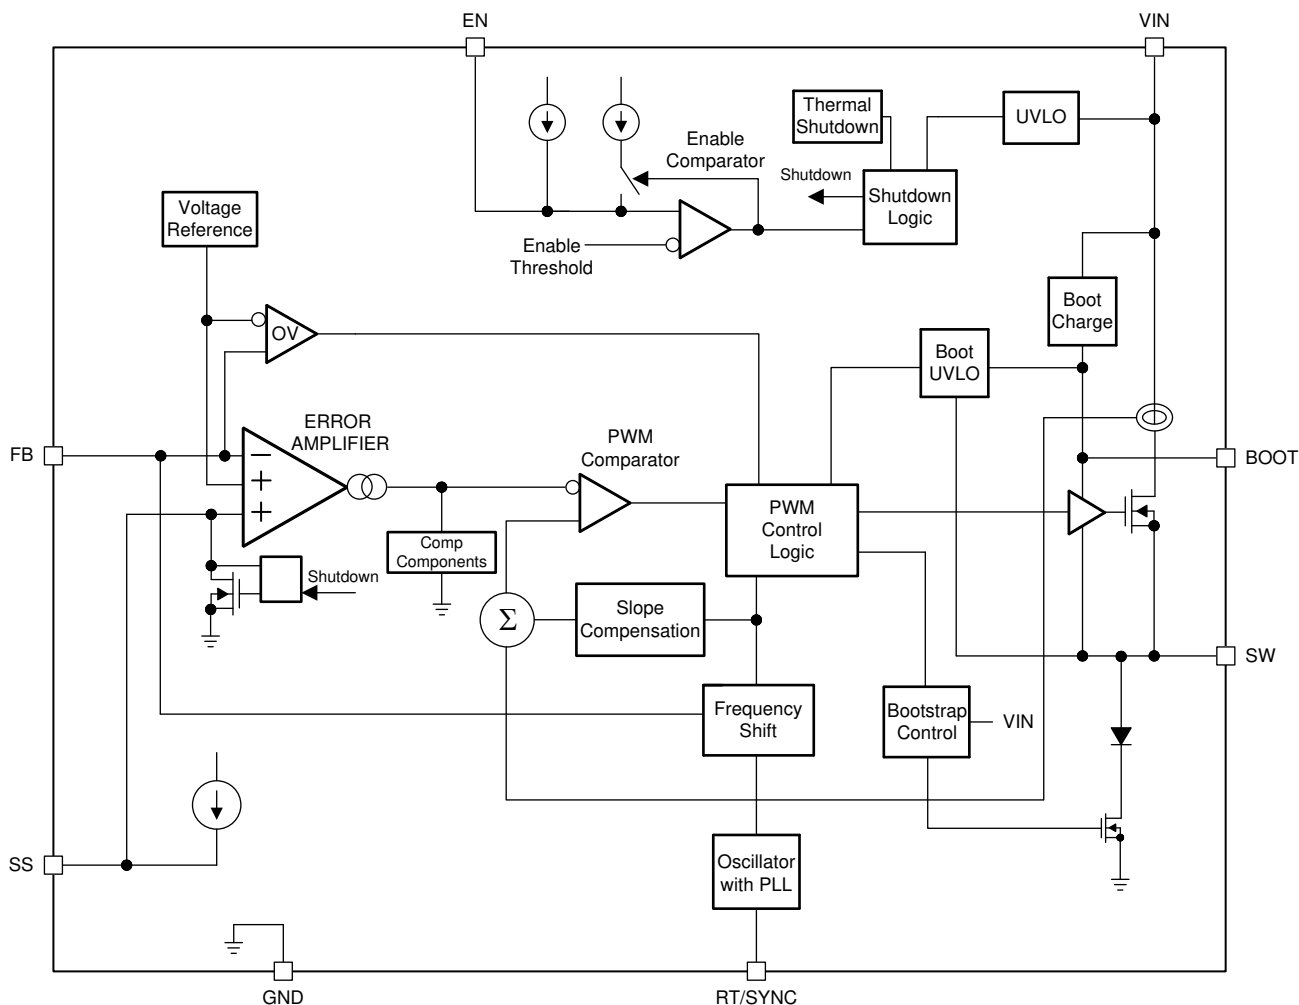 EN
VIN
Thermal
Shutdown
UVLO
Enable
Comparator
Shutdown
Shutdown
Logic
Voltage
Reference
Enable
Threshold
Boot
Charge
OV
Boot
UVLO
ERROR
AMPLIFIER
PWM
Comparator
FB
−
+
+
BOOT
PWM
Control
Logic
Comp
Components
Shutdown
Σ
Slope
Compensation
SW
Frequency
Shift
Bootstrap
Control
VIN
SS
Oscillator
with PLL
GND
RT/SYNC